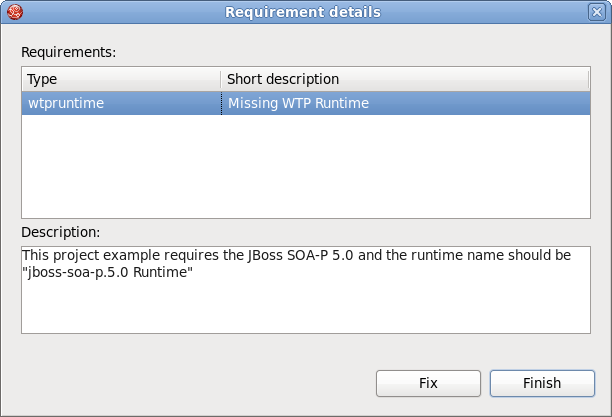 Requirement details
Requirements:
Type Short description
wtpruntime Missing WTP Runtime
Description:
This project example requires the JBoss SOA-P 5.0 and the runtime name should be
"jboss-soa-p.5.0 Runtime"
Fix Finish